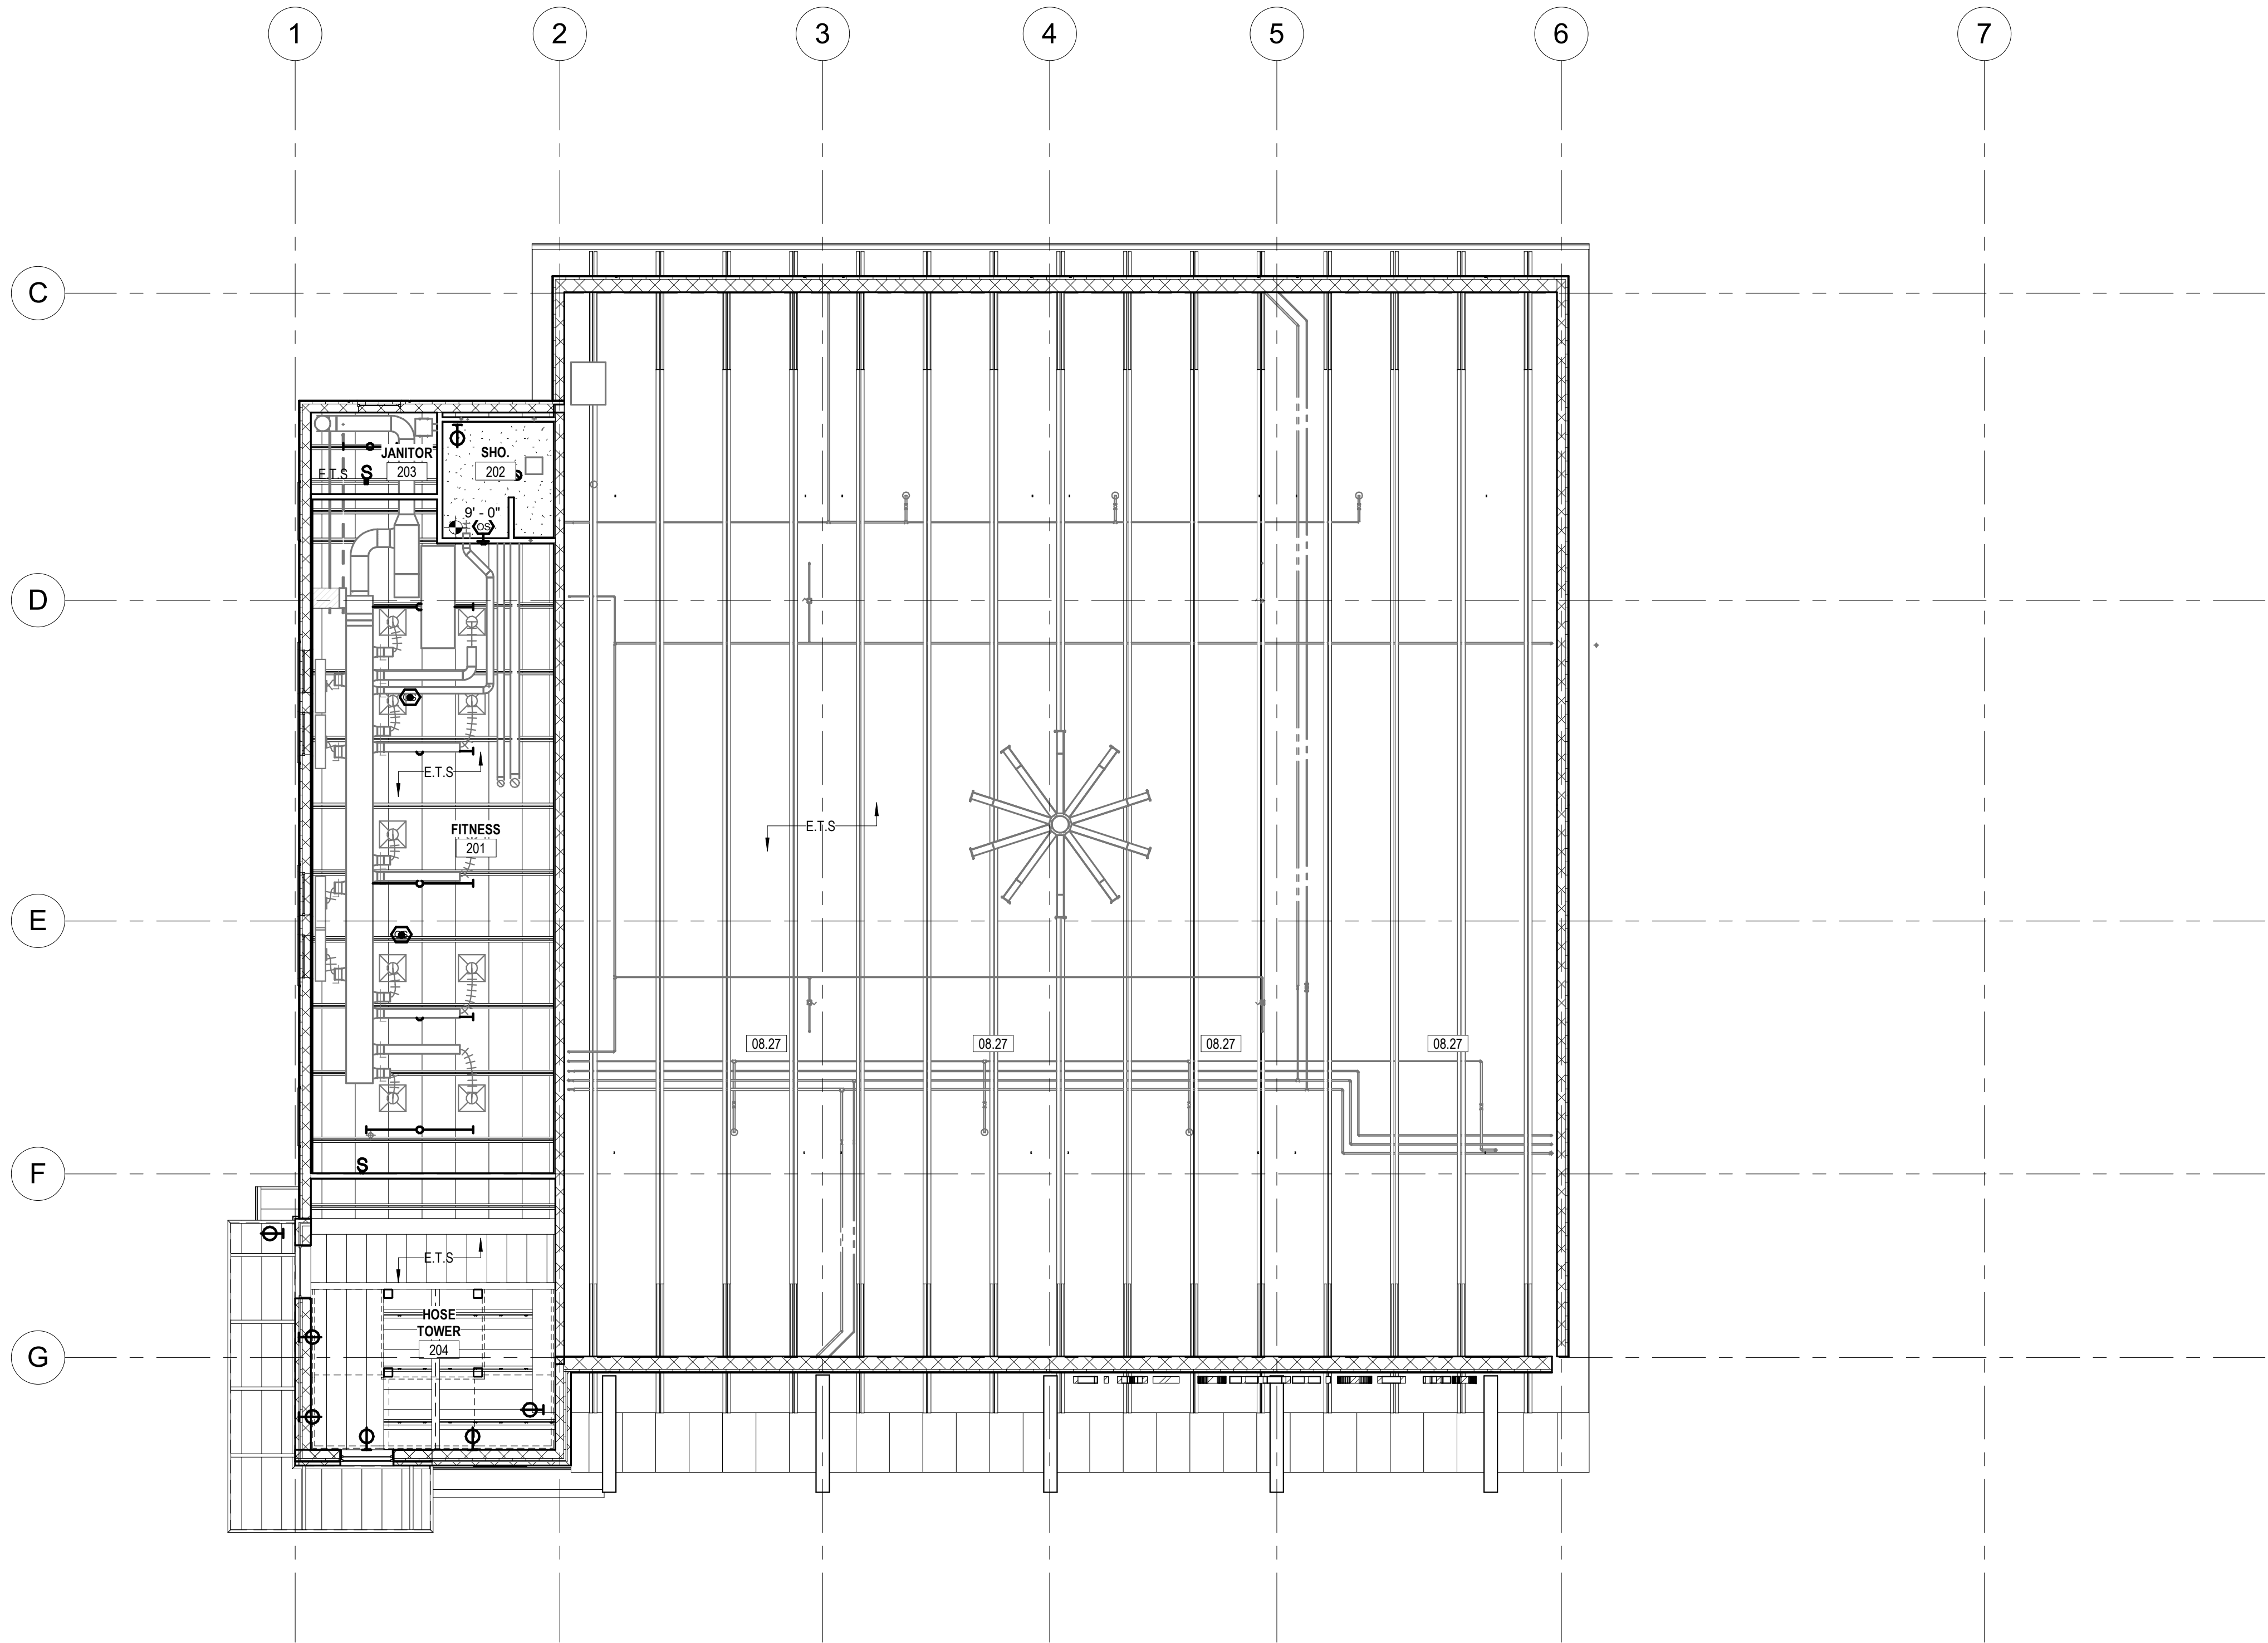 1
2
3
4
5
6
7
C
D
E
F
G
JANITOR
203
E.T.S
S
SHO.
202
9' - 0"
OS
E.T.S
FITNESS
201
E.T.S
08.27
08.27
08.27
08.27
S
E.T.S
HOSE
TOWER
204